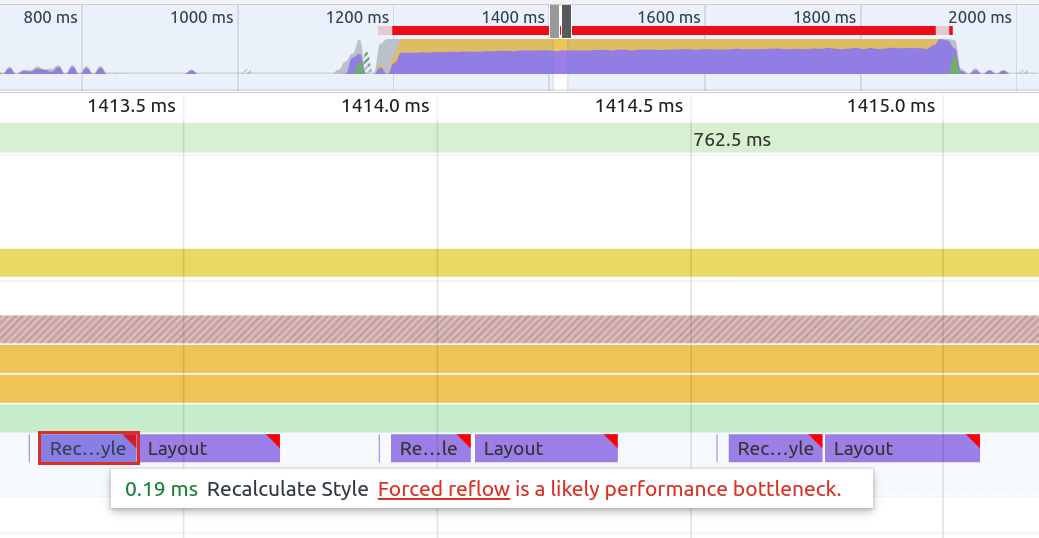 800 ms 1000 ms 1200 ms 1400 ms 1600 ms 1800 ms 2000 ms
1413.5 ms 1414.0 ms 1414.5 ms 1415.0 ms
762.5 ms
Rec…yle Layout Re…le Layout Rec…yle Layout
0.19 ms Recalculate Style Forced reflow is a likely performance bottleneck.